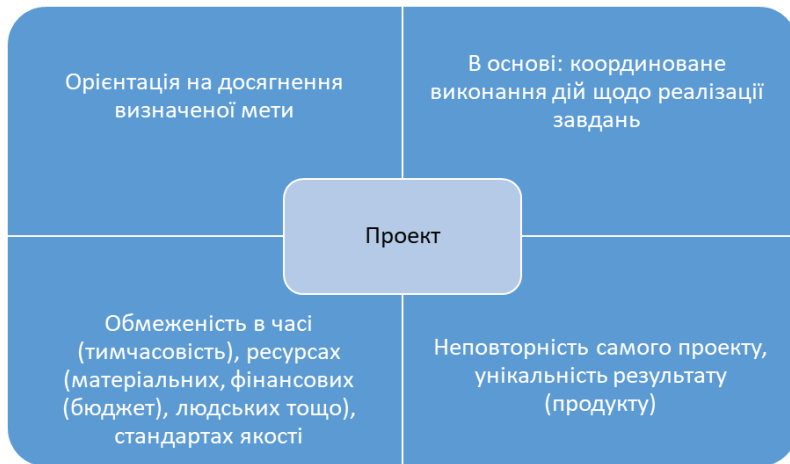 Орієнтація на досягнення
визначеної мети
В основі: координоване
виконання дій щодо реалізації
завдань
Проект
Обмеженість в часі
(тимчасовість), ресурсах
(матеріальних, фінансових
(бюджет), людських тощо),
стандартах якості
Неповторність самого проекту,
унікальність результату
(продукту)